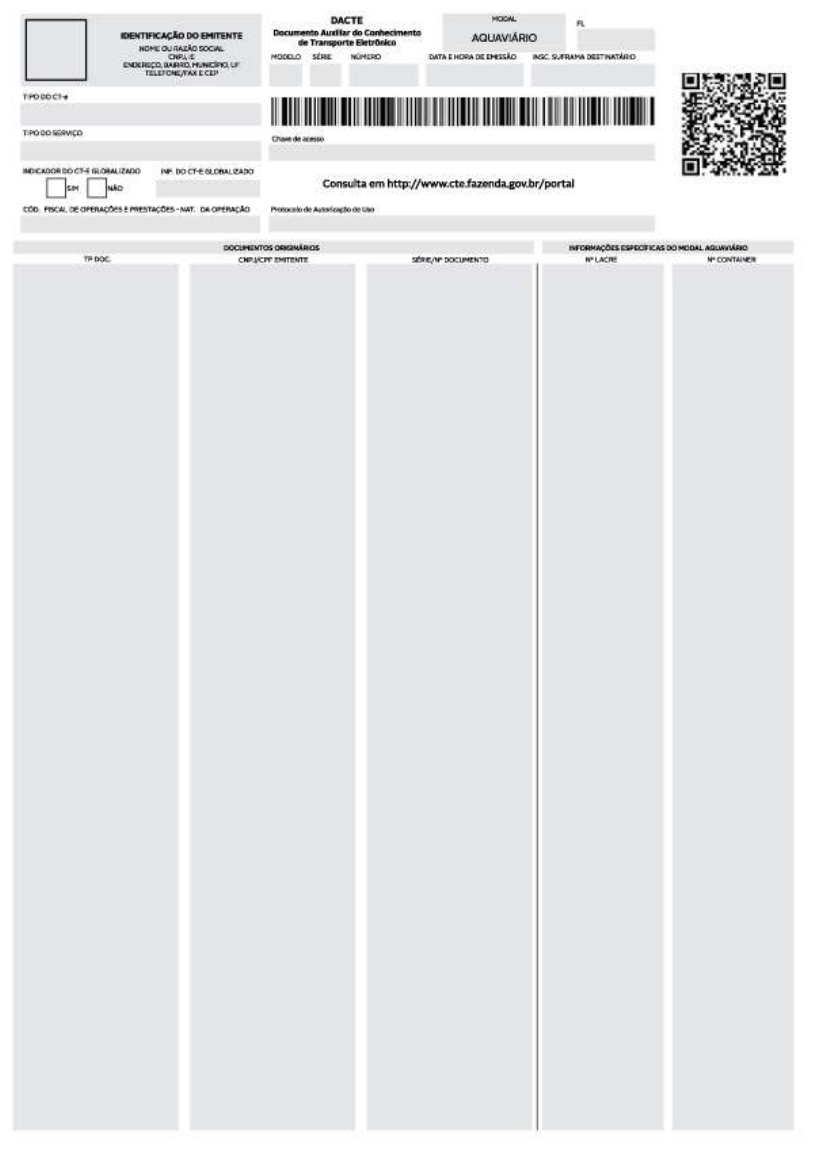 IDENTIFICAÇÃO DO EMITENTE
NOME OU RAZÃO SOCIAL
CNPJ, IE
ENDEREÇO, BAIRRO, MUNICÍPIO, UF
TELEFONE/FAX E CEP
DACTE
Documento Auxiliar do Conhecimento
de Transporte Eletrônico
MODAL
AQUAVIÁRIO
FL
MODELO SÉRIE NÚMERO DATA E HORA DE EMISSÃO INSC. SUFRAMA DESTINATÁRIO
TIPO DO CT-e
TIPO DO SERVIÇO
Chave de acesso
INDICADOR DO CT-E GLOBALIZADO INF. DO CT-E GLOBALIZADO
SIM NÃO
Consulta em http://www.cte.fazenda.gov.br/portal
CÓD. FISCAL DE OPERAÇÕES E PRESTAÇÕES - NAT. DA OPERAÇÃO
Protocolo de Autorização de Uso
DOCUMENTOS ORIGINÁRIOS INFORMAÇÕES ESPECÍFICAS DO MODAL AQUAVIÁRIO
TP DOC. CNPJ/CPF EMITENTE SÉRIE/Nº DOCUMENTO Nº LACRE Nº CONTAINER